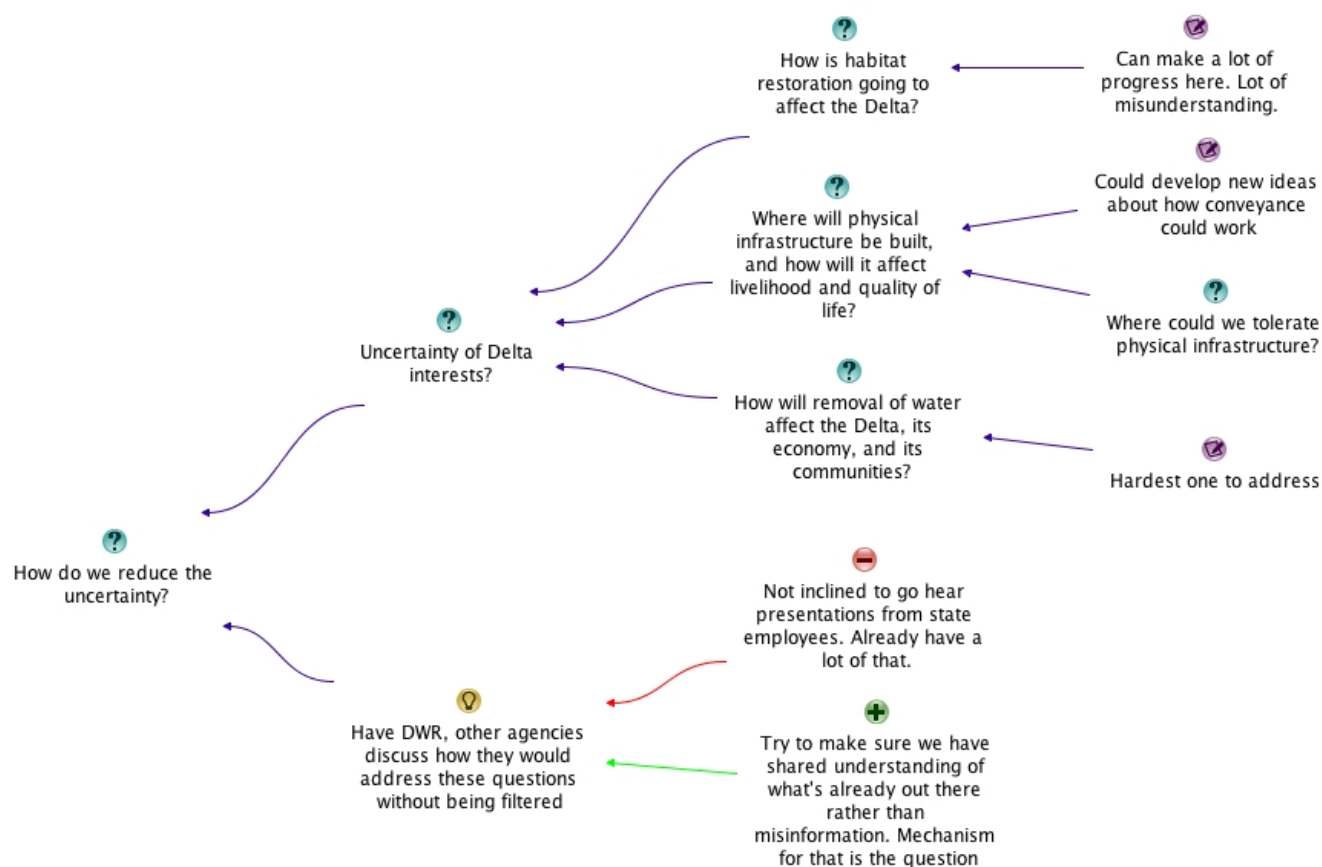 How is habitat
restoration going to
affect the Delta?
Can make a lot of
progress here. Lot of
misunderstanding.
Could develop new ideas
about how conveyance
could work
Where will physical
infrastructure be built,
and how will it affect
livelihood and quality of
life?
Where could we tolerate
physical infrastructure?
Uncertainty of Delta
interests?
How will removal of water
affect the Delta, its
economy, and its
communities?
Hardest one to address
How do we reduce the
uncertainty?
Not inclined to go hear
presentations from state
employees. Already have a
lot of that.
Have DWR, other agencies
discuss how they would
address these questions
without being filtered
Try to make sure we have
shared understanding of
what's already out there
rather than
misinformation. Mechanism
for that is the question